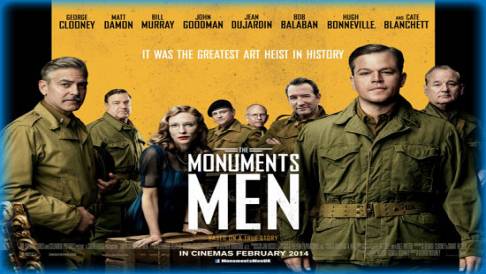 GEORGE CLOONEY MATT DAMON BILL MURRAY JOHN GOODMAN JEAN DUJARDIN BOB BALABAN HUGH BONNEVILLE AND CATE BLANCHETT
IT WAS THE GREATEST ART HEIST IN HISTORY
THE
MONUMENTS
MEN
BASED ON A TRUE STORY
IN CINEMAS FEBRUARY 2014
MonumentsMenUK